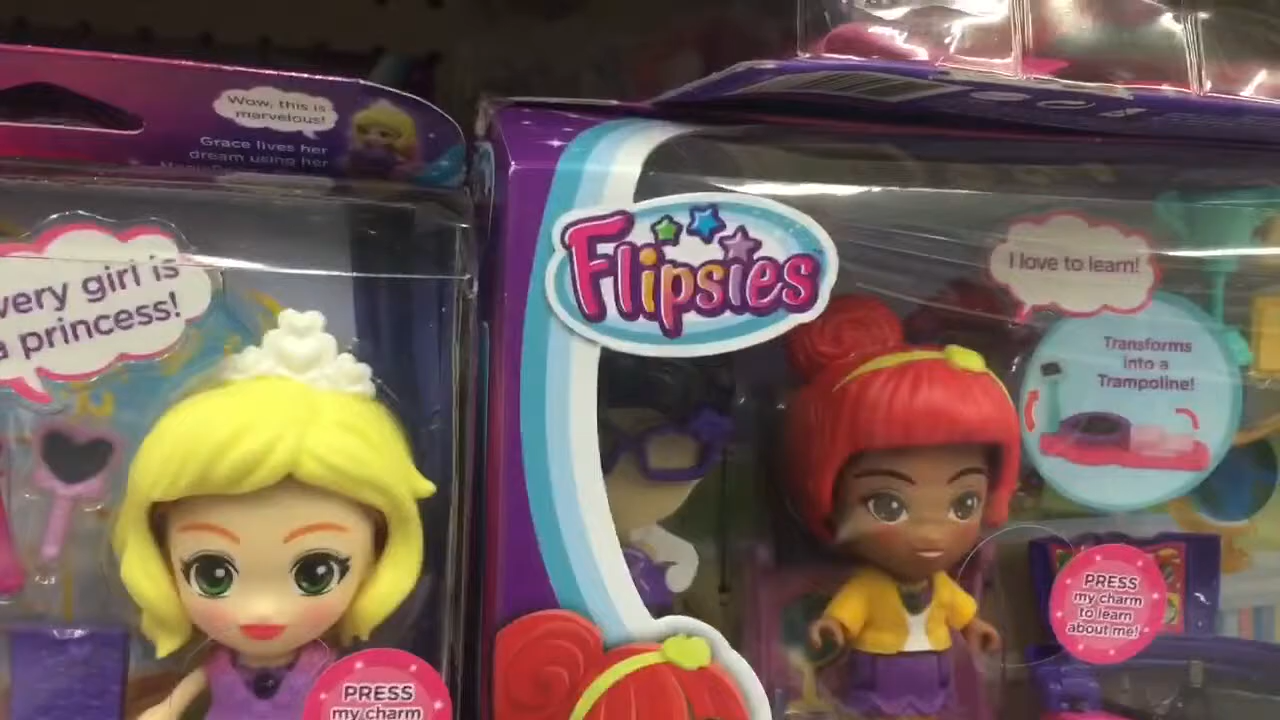 Wow, this is
marvelous!
Grace lives her
dream using her
very girl is
a princess!
PRESS
my charm
Flipsies
I love to learn!
Transforms
into a
Trampoline!
PRESS
my charm
to learn
about me!